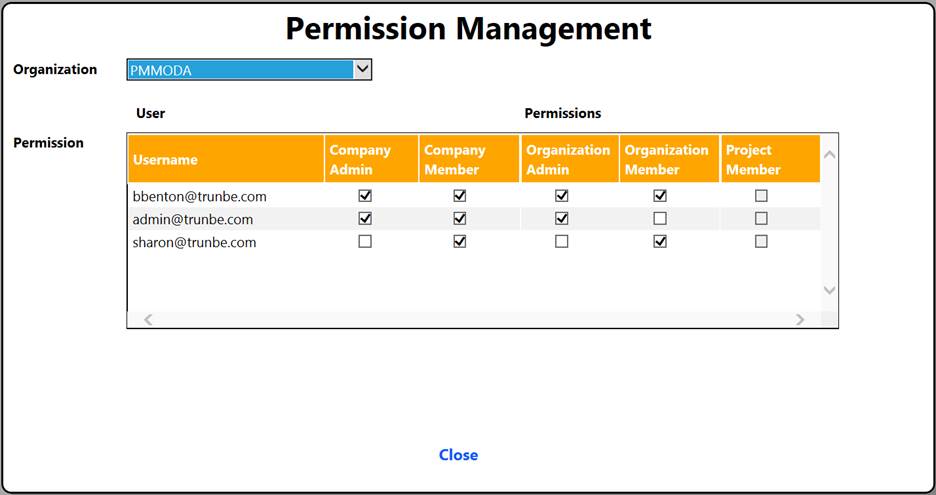 Permission Management
Organization
PMMODA
User Permissions
Permission
Username Company Admin Company Member Organization Admin Organization Member Project Member
bbenton@trunbe.com
admin@trunbe.com
sharon@trunbe.com
Close